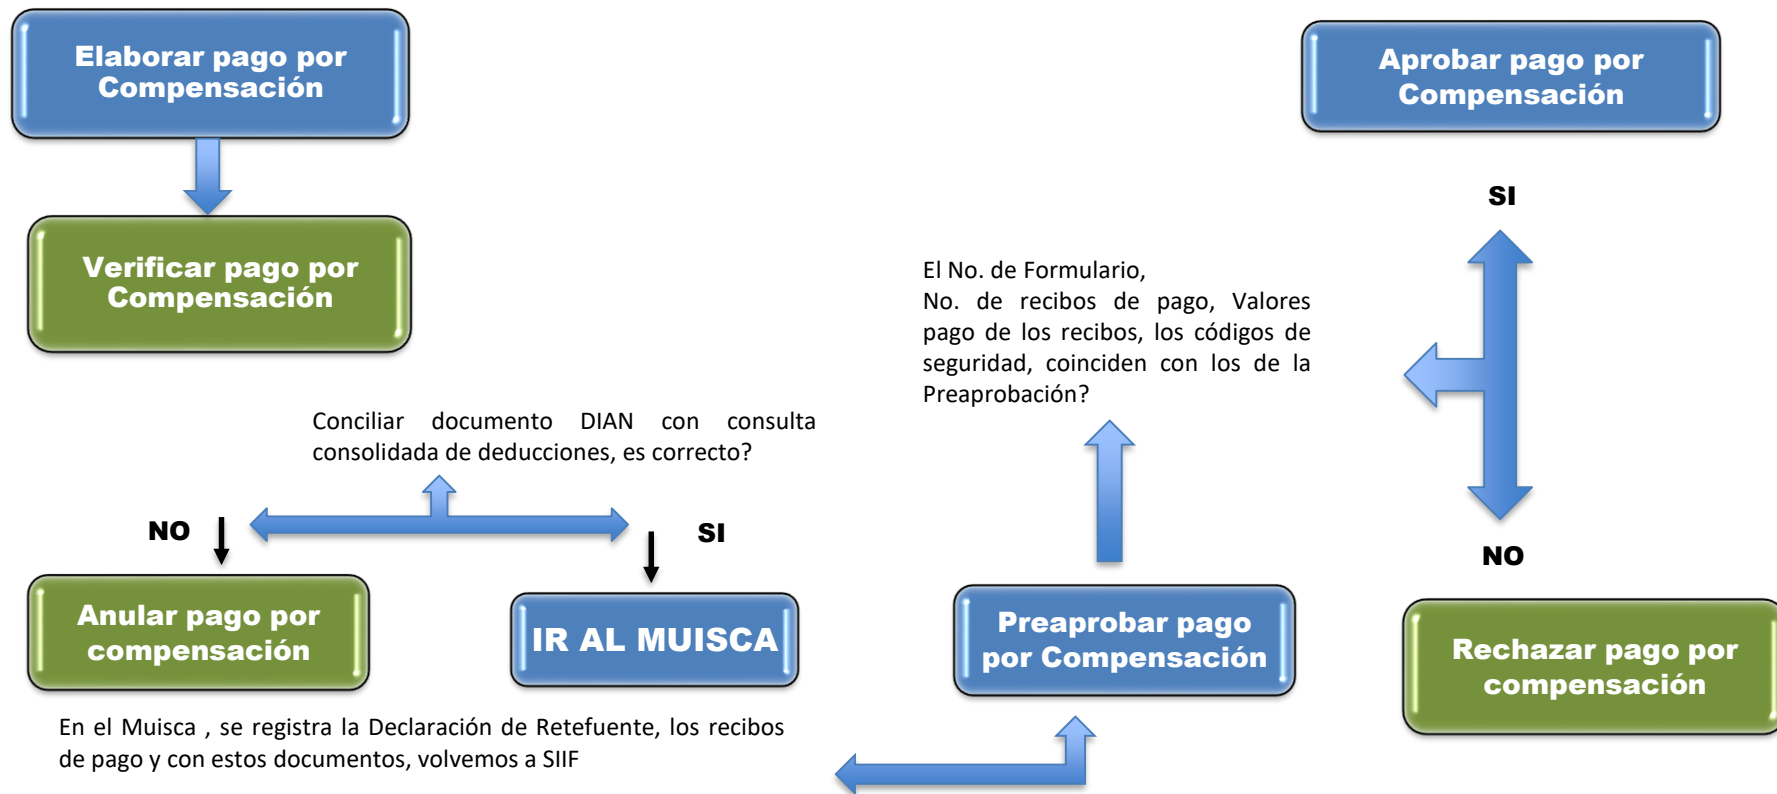 Elaborar pago por
Compensación
Verificar pago por
Compensación
Conciliar documento DIAN con consulta
consolidada de deducciones, es correcto?
NO
SI
Anular pago por
compensación
IR AL MUISCA
En el Muisca , se registra la Declaración de Retefuente, los recibos
de pago y con estos documentos, volvemos a SIIF
Preaprobar pago
por Compensación
El No. de Formulario,
No. de recibos de pago, Valores
pago de los recibos, los códigos de
seguridad, coinciden con los de la
Preaprobación?
Aprobar pago por
Compensación
SI
NO
Rechazar pago por
compensación